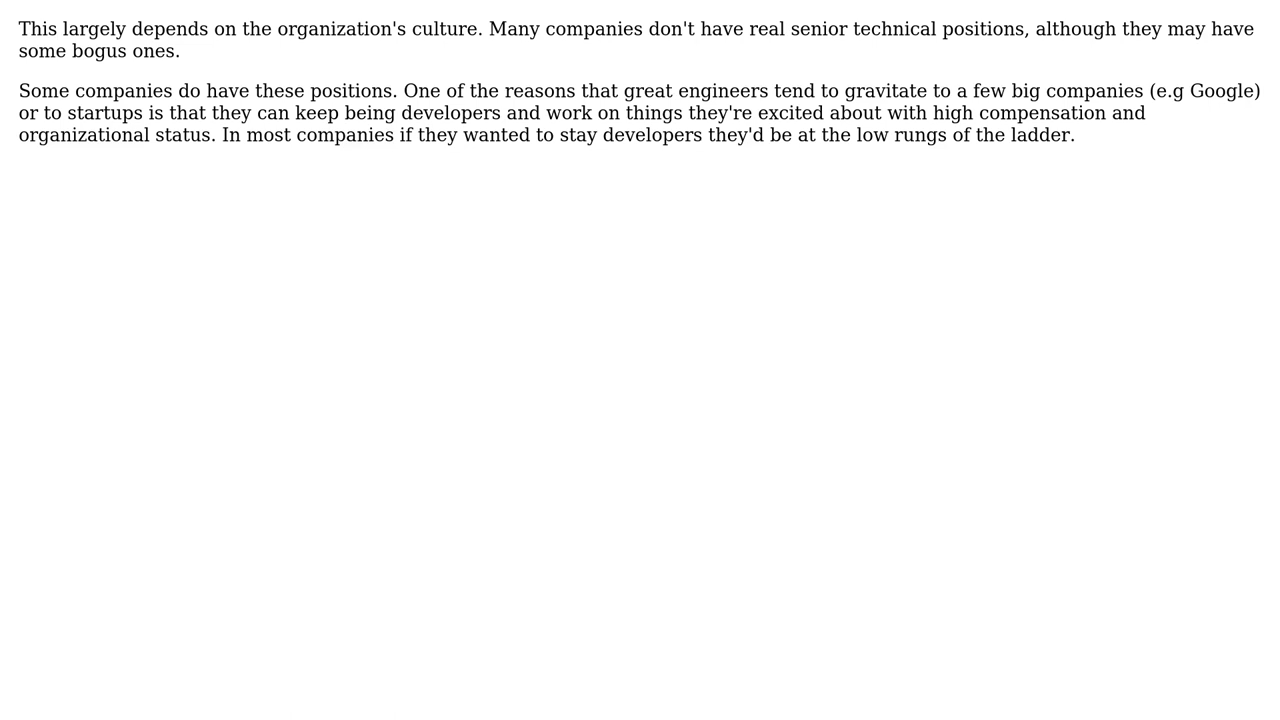 This largely depends on the organization's culture. Many companies don't have real senior technical positions, although they may have
some bogus ones.
Some companies do have these positions. One of the reasons that great engineers tend to gravitate to a few big companies (e.g Google)
or to startups is that they can keep being developers and work on things they're excited about with high compensation and
organizational status. In most companies if they wanted to stay developers they'd be at the low rungs of the ladder.